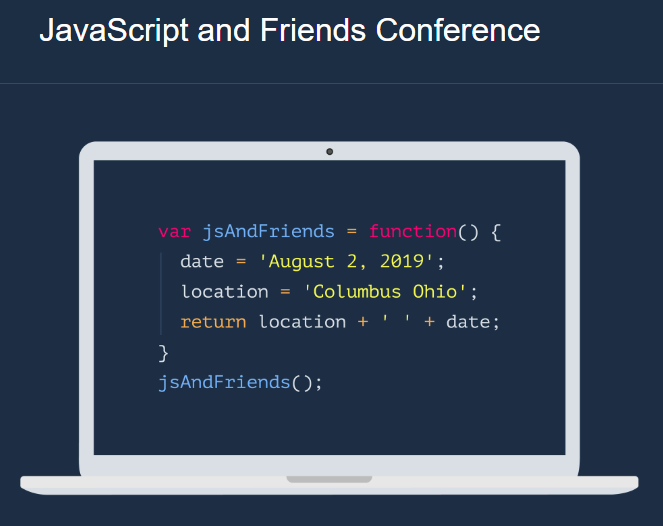 JavaScript and Friends Conference
var jsAndFriends = function() {
date = 'August 2, 2019';
location = 'Columbus Ohio';
return location + ' ' + date;
}
jsAndFriends();